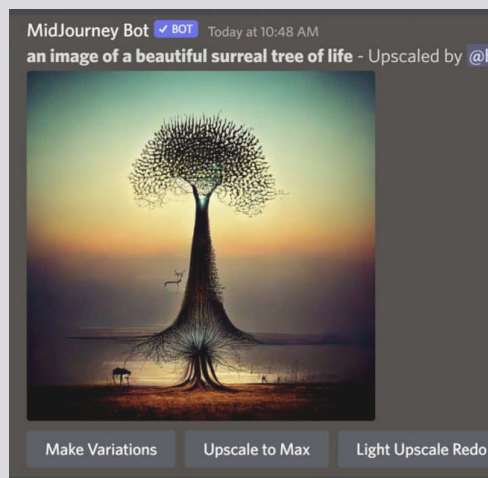 MidJourney Bot ✓ BOT Today at 10:48 AM
an image of a beautiful surreal tree of life - Upscaled by
Make Variations Upscale to Max Light Upscale Redo